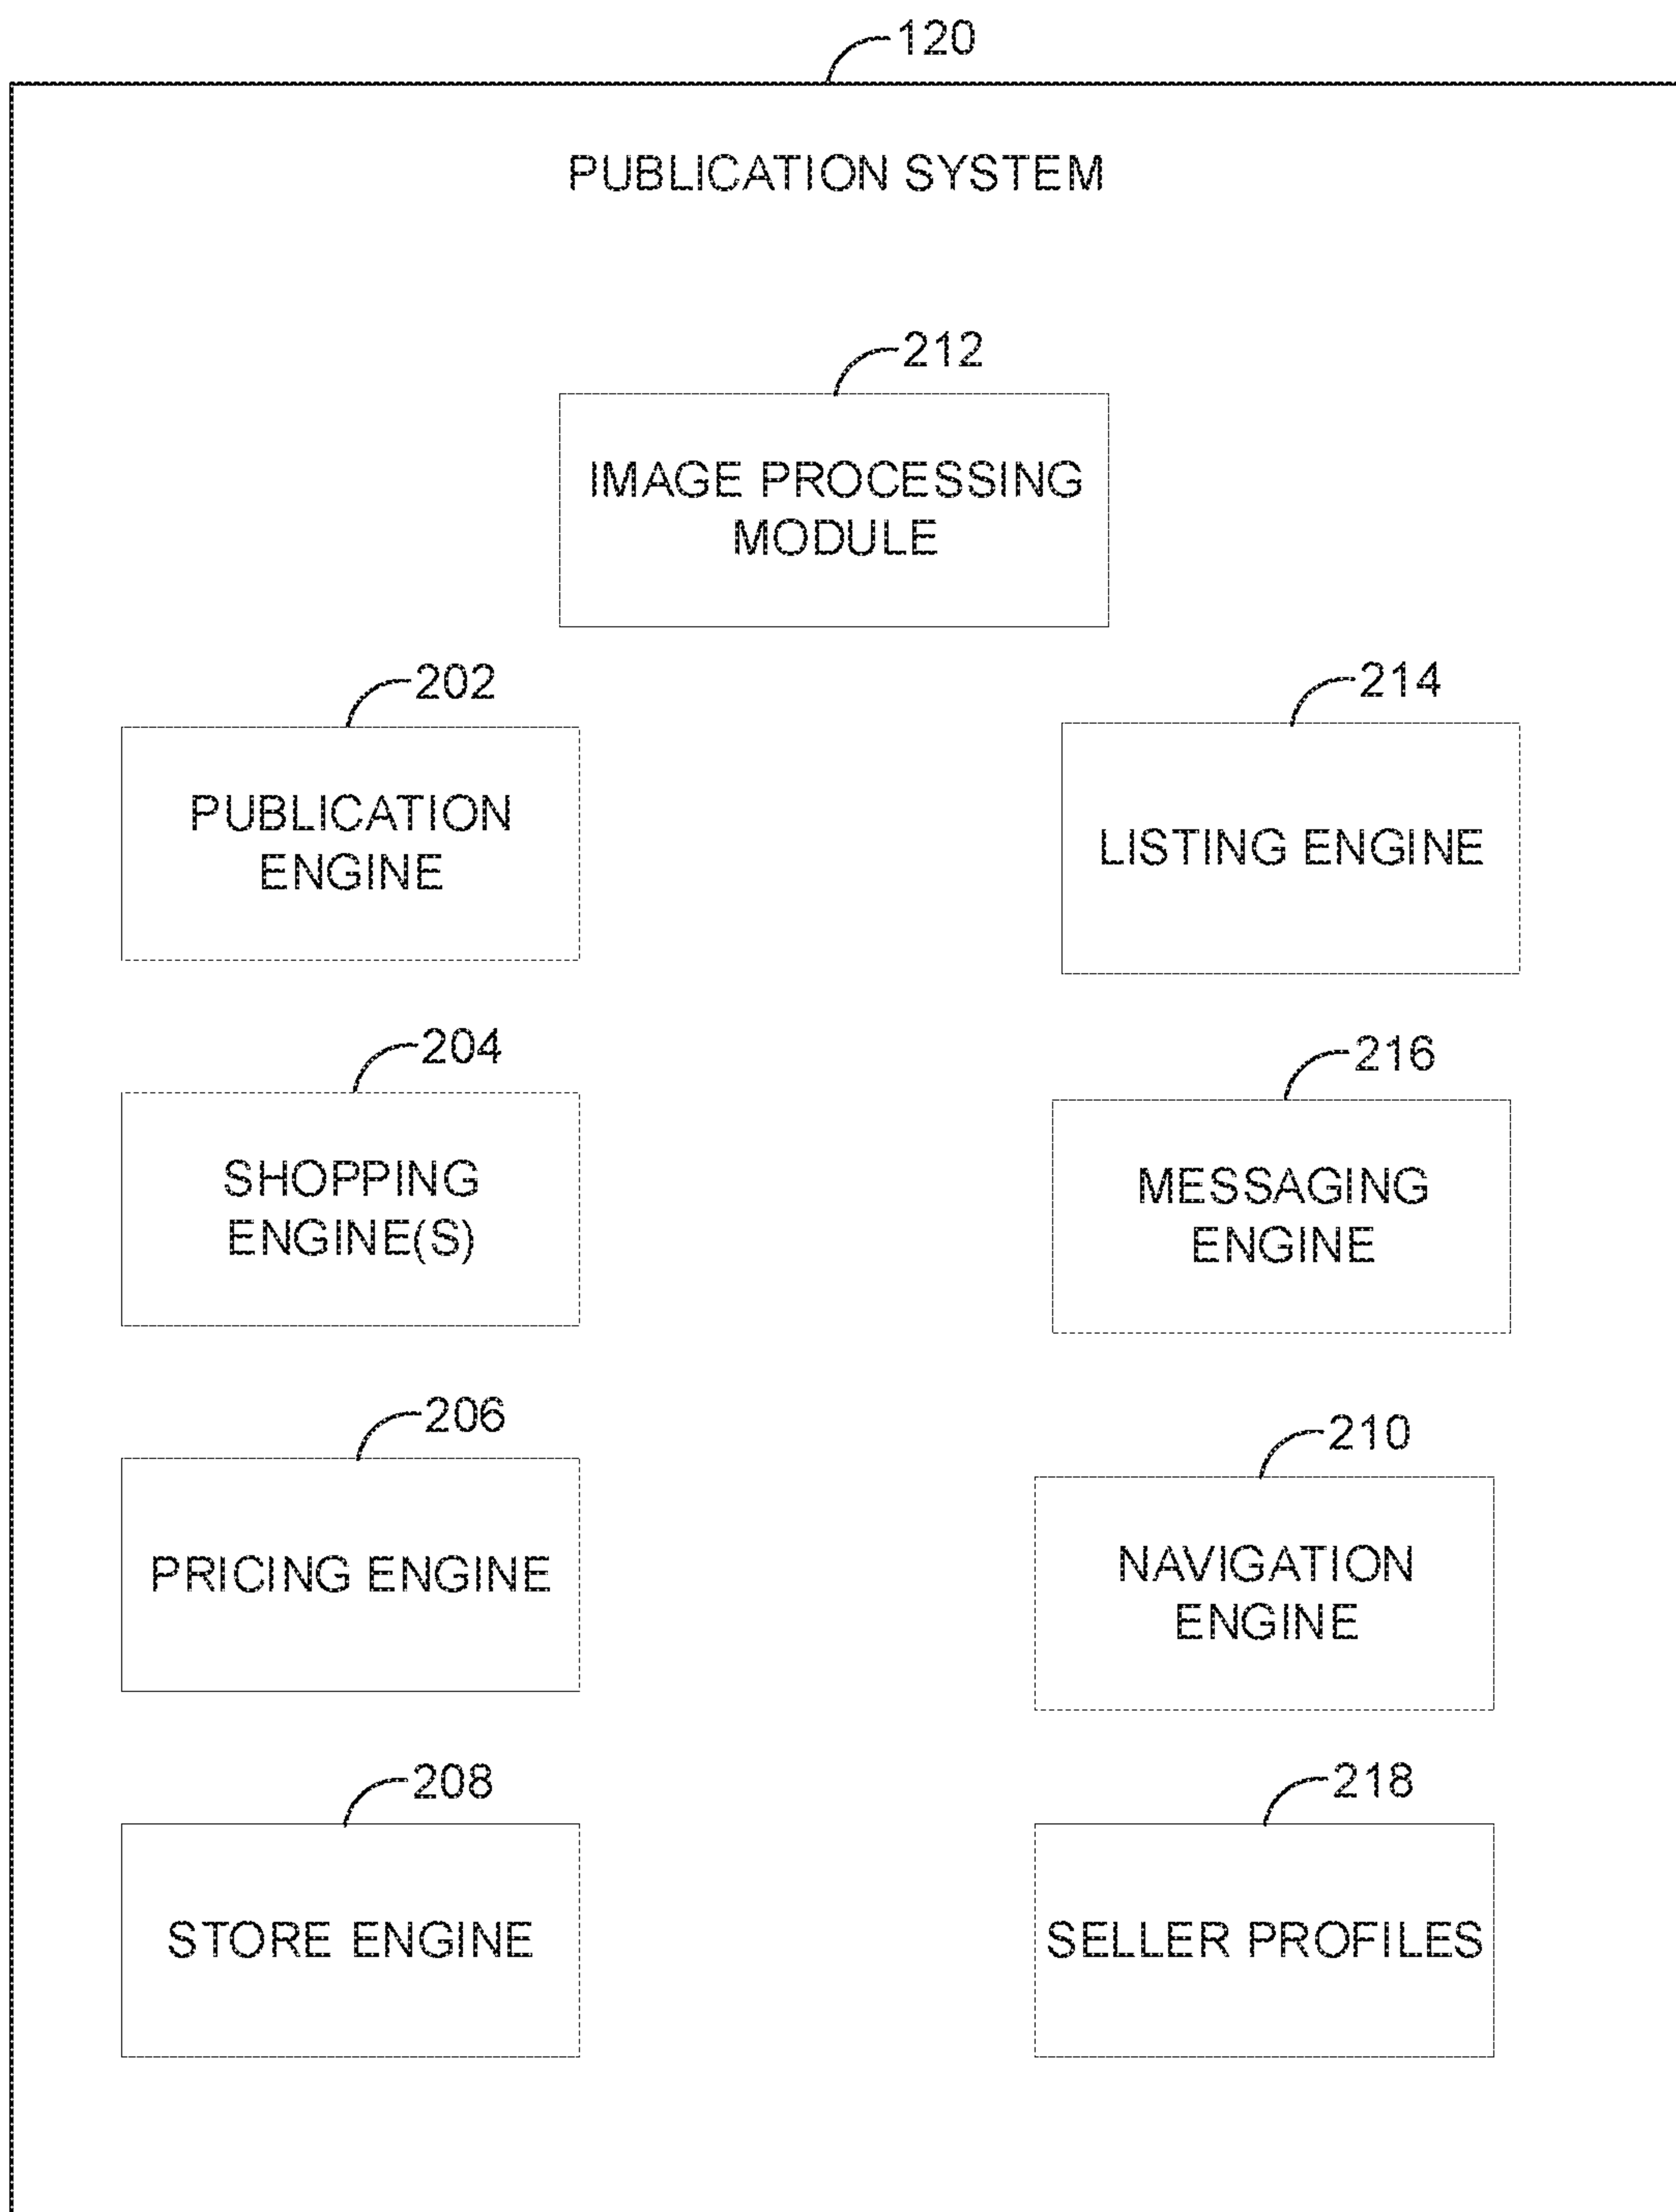 120
PUBLICATION SYSTEM
212
IMAGE PROCESSING
MODULE
202
PUBLICATION
ENGINE
214
LISTING ENGINE
204
SHOPPING
ENGINE(S)
216
MESSAGING
ENGINE
206
PRICING ENGINE
210
NAVIGATION
ENGINE
208
STORE ENGINE
218
SELLER PROFILES